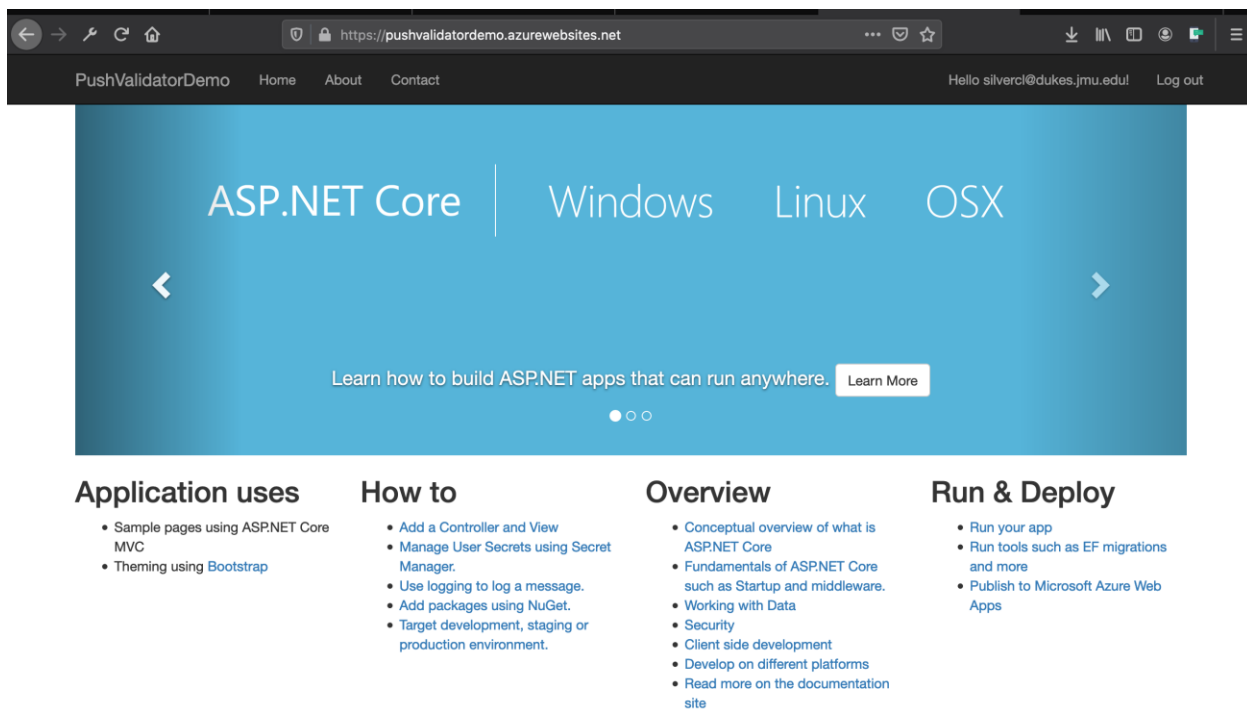 https://pushvalidatordemo.azurewebsites.net
PushValidatorDemo Home About Contact Hello silvercl@dukes.jmu.edu! Log out
ASP.NET Core Windows Linux OSX
Learn how to build ASP.NET apps that can run anywhere. Learn More
Application uses
Sample pages using ASP.NET Core
MVC
Theming using Bootstrap
How to
Add a Controller and View
Manage User Secrets using Secret
Manager.
Use logging to log a message.
Add packages using NuGet.
Target development, staging or
production environment.
Overview
Conceptual overview of what is
ASP.NET Core
Fundamentals of ASP.NET Core
such as Startup and middleware.
Working with Data
Security
Client side development
Develop on different platforms
Read more on the documentation
site
Run & Deploy
Run your app
Run tools such as EF migrations
and more
Publish to Microsoft Azure Web
Apps